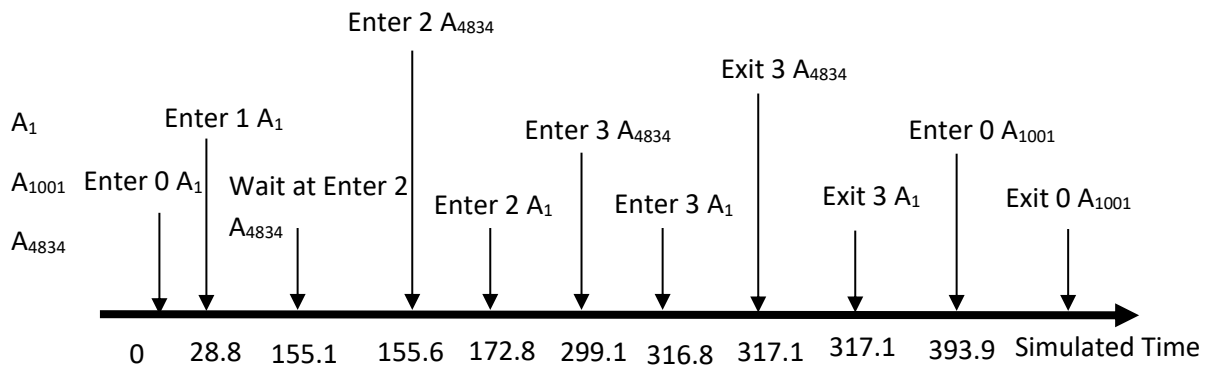 Enter 2 A₄₈₃₄
Exit 3 A₄₈₃₄
A₁
Enter 1 A₁
Enter 3 A₄₈₃₄
Enter 0 A₁₀₀₁
A₁₀₀₁
Enter 0 A₁
Wait at Enter 2
A₄₈₃₄
Enter 2 A₁
Enter 3 A₁
Exit 3 A₁
Exit 0 A₁₀₀₁
A₄₈₃₄
0 28.8 155.1 155.6 172.8 299.1 316.8 317.1 317.1 393.9 Simulated Time